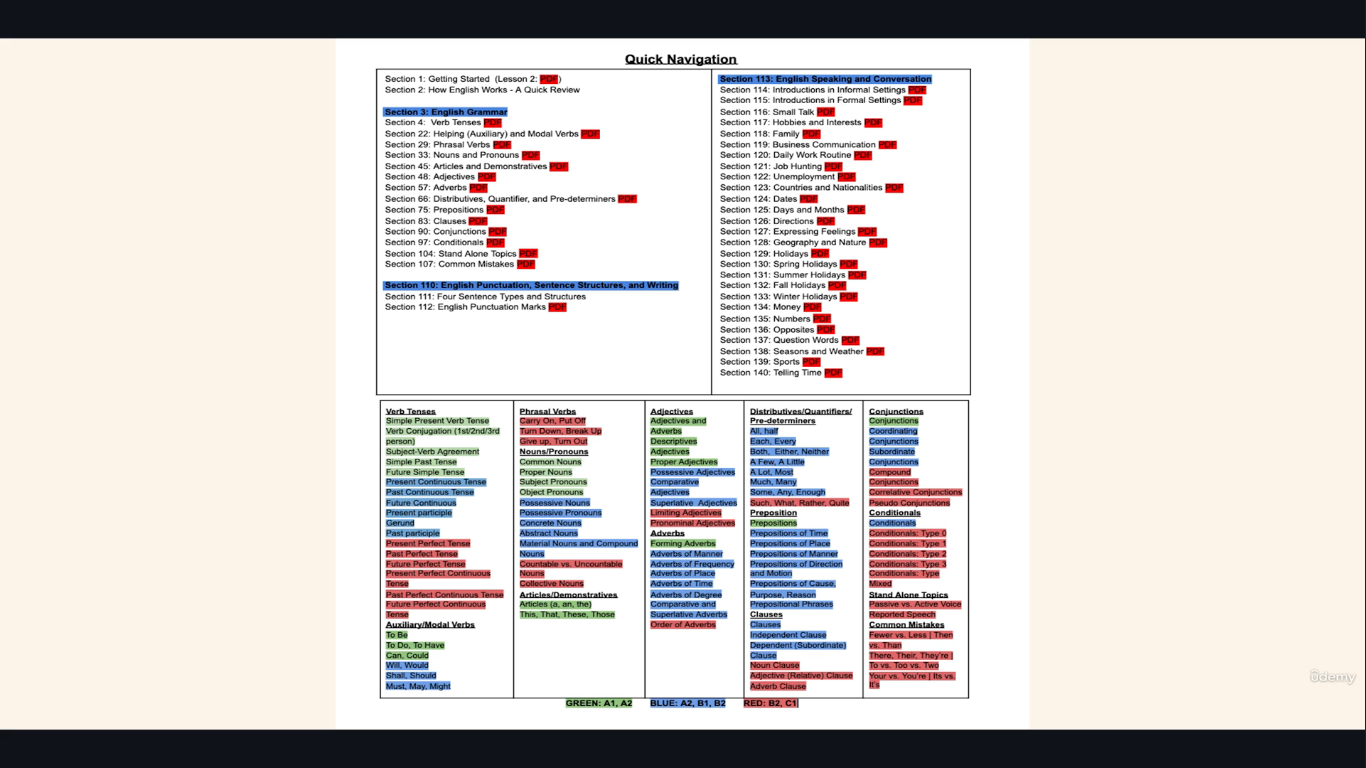 Quick Navigation
Section 1: Getting Started (Lesson 2: PDF)
Section 2: How English Works - A Quick Review
Section 3: English Grammar
Section 4: Verb Tenses PDF
Section 22: Helping (Auxiliary) and Modal Verbs PDF
Section 29: Phrasal Verbs PDF
Section 33: Nouns and Pronouns PDF
Section 45: Articles and Demonstratives PDF
Section 48: Adjectives PDF
Section 57: Adverbs PDF
Section 66: Distributives, Quantifier, and Pre-determiners PDF
Section 75: Prepositions PDF
Section 83: Clauses PDF
Section 90: Conjunctions PDF
Section 97: Conditionals PDF
Section 104: Stand Alone Topics PDF
Section 107: Common Mistakes PDF
Section 110: English Punctuation, Sentence Structures, and Writing
Section 111: Four Sentence Types and Structures
Section 112: English Punctuation Marks PDF
Section 113: English Speaking and Conversation
Section 114: Introductions in Informal Settings PDF
Section 115: Introductions in Formal Settings PDF
Section 116: Small Talk PDF
Section 117: Hobbies and Interests PDF
Section 118: Family PDF
Section 119: Business Communication PDF
Section 120: Daily Work Routine PDF
Section 121: Job Hunting PDF
Section 122: Unemployment PDF
Section 123: Countries and Nationalities PDF
Section 124: Dates PDF
Section 125: Days and Months PDF
Section 126: Directions PDF
Section 127: Expressing Feelings PDF
Section 128: Geography and Nature PDF
Section 129: Holidays PDF
Section 130: Spring Holidays PDF
Section 131: Summer Holidays PDF
Section 132: Fall Holidays PDF
Section 133: Winter Holidays PDF
Section 134: Money PDF
Section 135: Numbers PDF
Section 136: Opposites PDF
Section 137: Question Words PDF
Section 138: Seasons and Weather PDF
Section 139: Sports PDF
Section 140: Telling Time PDF
Verb Tenses
Simple Present Verb Tense
Verb Conjugation (1st/2nd/3rd
person)
Subject-Verb Agreement
Simple Past Tense
Future Simple Tense
Present Continuous Tense
Past Continuous Tense
Future Continuous
Present participle
Gerund
Past participle
Present Perfect Tense
Past Perfect Tense
Future Perfect Tense
Present Perfect Continuous
Tense
Past Perfect Continuous Tense
Future Perfect Continuous
Tense
Auxiliary/Modal Verbs
To Be
To Do, To Have
Can, Could
Will, Would
Shall, Should
Must, May, Might
Phrasal Verbs
Carry On, Put Off
Turn Down, Break Up
Give up, Turn Out
Nouns/Pronouns
Common Nouns
Proper Nouns
Subject Pronouns
Object Pronouns
Possessive Nouns
Possessive Pronouns
Concrete Nouns
Abstract Nouns
Material Nouns and Compound
Nouns
Countable vs. Uncountable
Nouns
Collective Nouns
Articles/Demonstratives
Articles (a, an, the)
This, That, These, Those
Adjectives
Adjectives and
Adverbs
Descriptives
Adjectives
Proper Adjectives
Possessive Adjectives
Comparative
Adjectives
Superlative Adjectives
Limiting Adjectives
Pronominal Adjectives
Adverbs
Forming Adverbs
Adverbs of Manner
Adverbs of Frequency
Adverbs of Place
Adverbs of Time
Adverbs of Degree
Comparative and
Superlative Adverbs
Order of Adverbs
Distributives/Quantifiers/
Pre-determiners
All, half
Each, Every
Both, Either, Neither
A Few, A Little
A Lot, Most
Much, Many
Some, Any, Enough
Such, What, Rather, Quite
Preposition
Prepositions
Prepositions of Time
Prepositions of Place
Prepositions of Manner
Prepositions of Direction
and Motion
Prepositions of Cause,
Purpose, Reason
Prepositional Phrases
Clauses
Clauses
Independent Clause
Dependent (Subordinate)
Clause
Noun Clause
Adjective (Relative) Clause
Adverb Clause
Conjunctions
Conjunctions
Coordinating
Conjunctions
Subordinate
Conjunctions
Compound
Conjunctions
Correlative Conjunctions
Pseudo Conjunctions
Conditionals
Conditionals
Conditionals: Type 0
Conditionals: Type 1
Conditionals: Type 2
Conditionals: Type 3
Conditionals: Type
Mixed
Stand Alone Topics
Passive vs. Active Voice
Reported Speech
Common Mistakes
Fewer vs. Less | Then
vs. Than
There, Their, They're |
To vs. Too vs. Two
Your vs. You're | Its vs.
It's
GREEN: A1, A2 BLUE: A2, B1, B2 RED: B2, C1
ûdemy